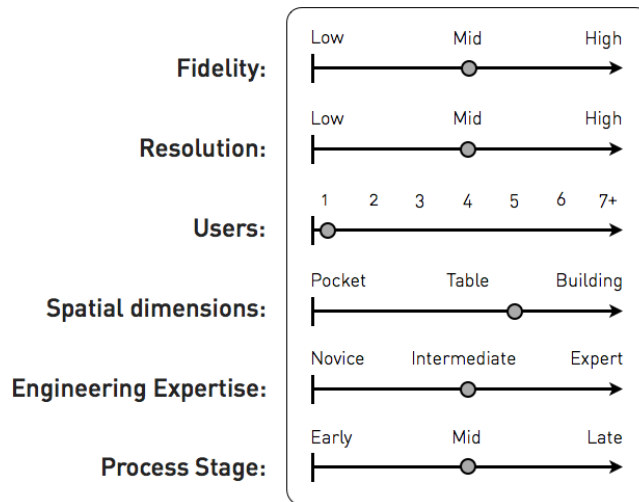 Low Mid High
Fidelity:
Low Mid High
Resolution:
1 2 3 4 5 6 7+
Users:
Pocket Table Building
Spatial dimensions:
Novice Intermediate Expert
Engineering Expertise:
Early Mid Late
Process Stage: